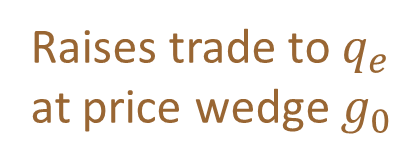 Raises trade to qₑ
at price wedge g₀